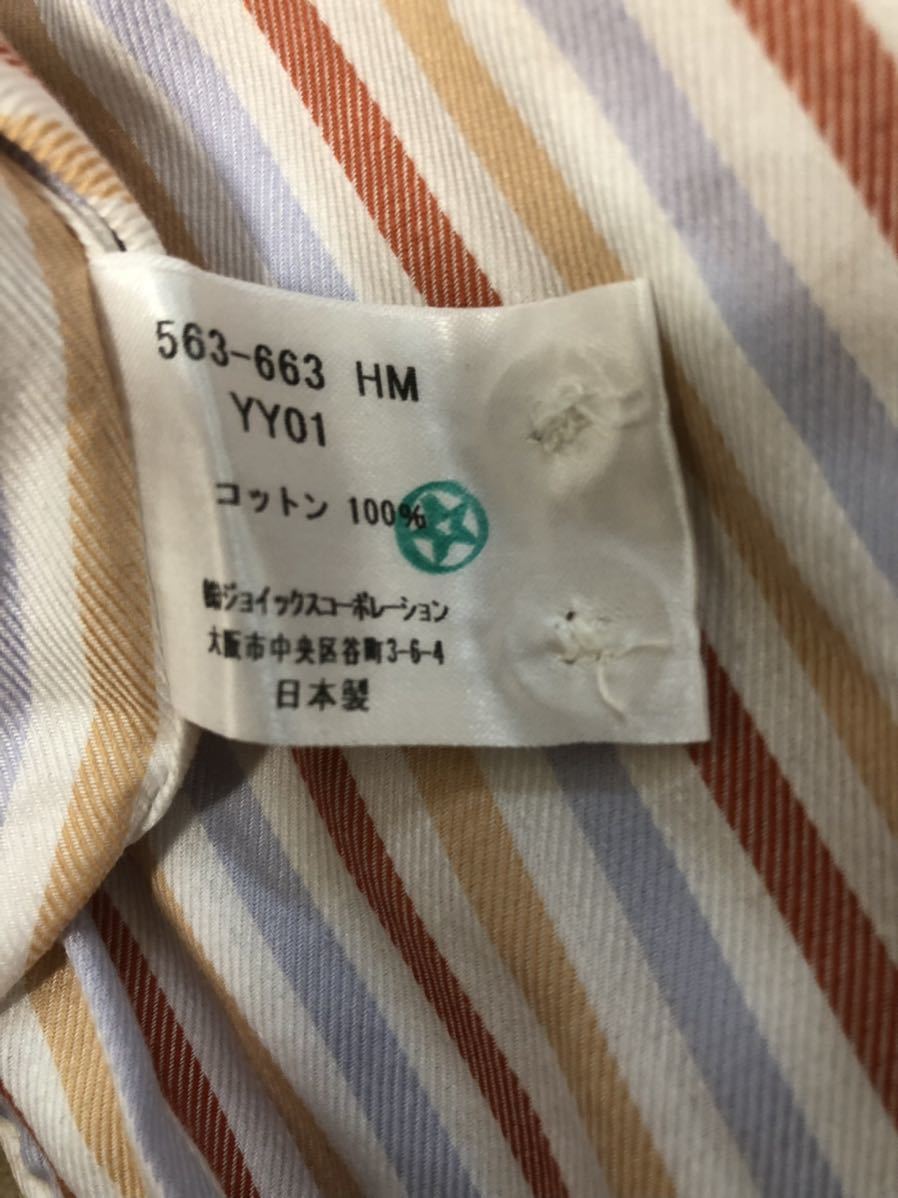 563-663 HM
YY01
コットン 100%
㈱ジョイックスコーポレーション
大阪市中央区谷町3-6-4
日本製